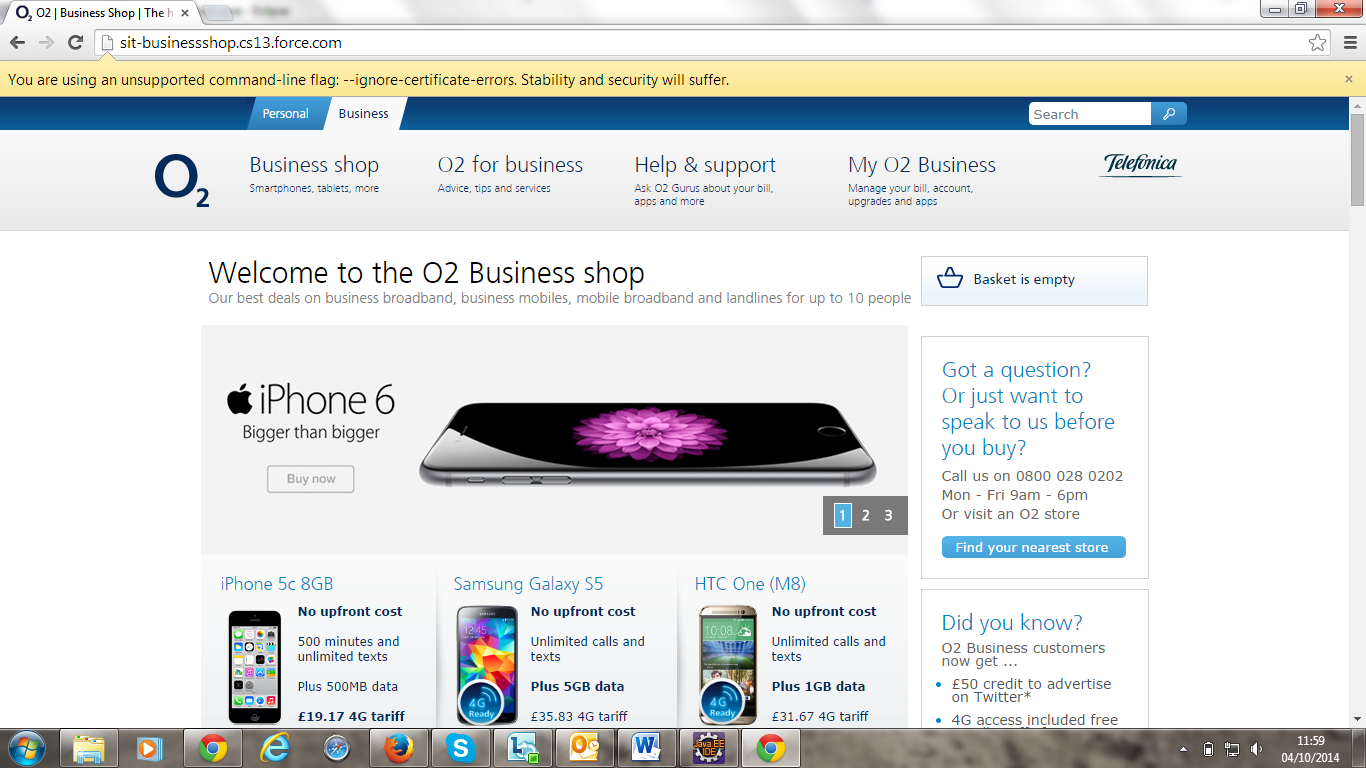 O2 | Business Shop | The h
sit-businessshop.cs13.force.com
You are using an unsupported command-line flag: --ignore-certificate-errors. Stability and security will suffer.
Personal
Business
Search
O2
Business shop
Smartphones, tablets, more
O2 for business
Advice, tips and services
Help & support
Ask O2 Gurus about your bill,
apps and more
My O2 Business
Manage your bill, account,
upgrades and apps
Telefónica
Welcome to the O2 Business shop
Our best deals on business broadband, business mobiles, mobile broadband and landlines for up to 10 people
Basket is empty
iPhone 6
Bigger than bigger
Buy now
1 2 3
Got a question?
Or just want to
speak to us before
you buy?
Call us on 0800 028 0202
Mon - Fri 9am - 6pm
Or visit an O2 store
Find your nearest store
iPhone 5c 8GB
No upfront cost
500 minutes and
unlimited texts
Plus 500MB data
£19.17 4G tariff
Samsung Galaxy S5
No upfront cost
Unlimited calls and
texts
Plus 5GB data
£35.83 4G tariff
12:45
4G
Ready
HTC One (M8)
No upfront cost
Unlimited calls and
texts
Plus 1GB data
£31.67 4G tariff
10:08
4G
Ready
Did you know?
O2 Business customers
now get ...
• £50 credit to advertise
on Twitter*
• 4G access included free
Java EE
IDE
11:59
04/10/2014